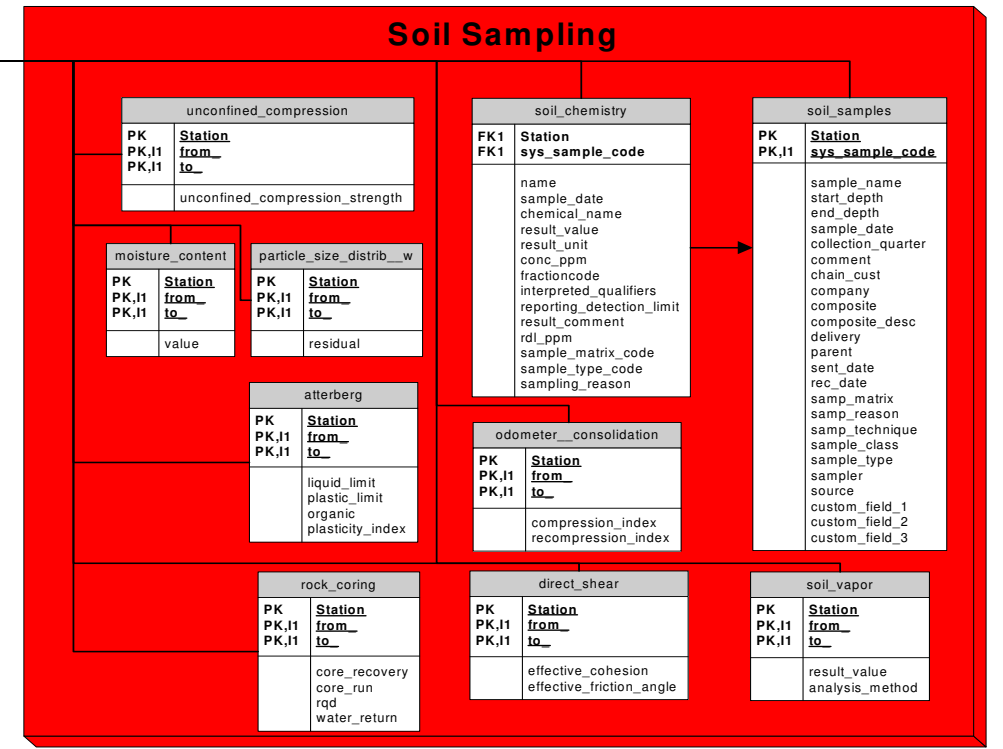 Soil Sampling
unconfined_compression
PK Station
PK,I1 from_
PK,I1 to_
unconfined_compression_strength
soil_chemistry
FK1 Station
FK1 sys_sample_code
name
sample_date
chemical_name
result_value
result_unit
conc_ppm
fractioncode
interpreted_qualifiers
reporting_detection_limit
result_comment
rdl_ppm
sample_matrix_code
sample_type_code
sampling_reason
soil_samples
PK Station
PK,I1 sys_sample_code
sample_name
start_depth
end_depth
sample_date
collection_quarter
comment
chain_cust
company
composite
composite_desc
delivery
parent
sent_date
rec_date
samp_matrix
samp_reason
samp_technique
sample_class
sample_type
sampler
source
custom_field_1
custom_field_2
custom_field_3
moisture_content
PK Station
PK,I1 from_
PK,I1 to_
value
particle_size_distrib__w
PK Station
PK,I1 from_
PK,I1 to_
residual
atterberg
PK Station
PK,I1 from_
PK,I1 to_
liquid_limit
plastic_limit
organic
plasticity_index
odometer__consolidation
PK Station
PK,I1 from_
PK,I1 to_
compression_index
recompression_index
rock_coring
PK Station
PK,I1 from_
PK,I1 to_
core_recovery
core_run
rqd
water_return
direct_shear
PK Station
PK,I1 from_
PK,I1 to_
effective_cohesion
effective_friction_angle
soil_vapor
PK Station
PK,I1 from_
PK,I1 to_
result_value
analysis_method